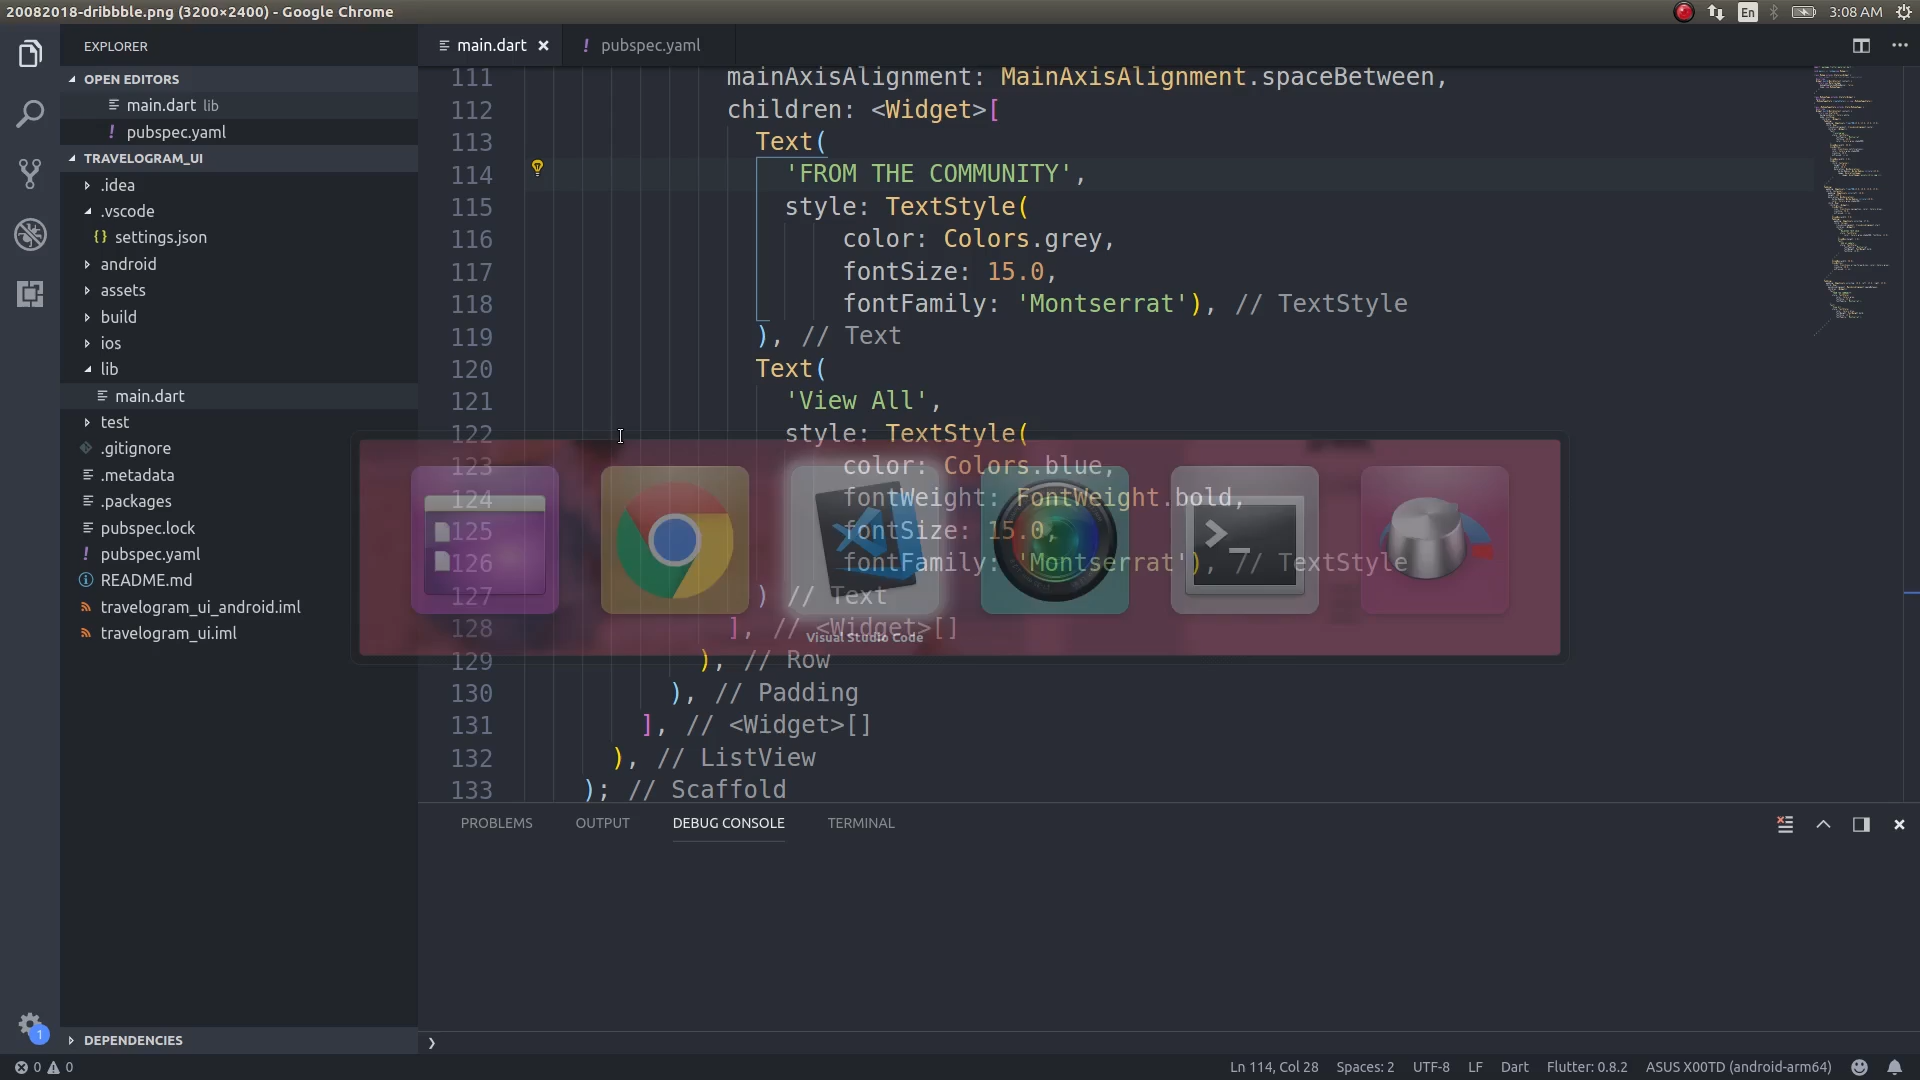 20082018-dribbble.png (3200×2400) - Google Chrome
En
3:08 AM
EXPLORER
OPEN EDITORS
main.dart lib
! pubspec.yaml
TRAVELOGRAM_UI
.idea
.vscode
{} settings.json
android
assets
build
ios
lib
main.dart
test
.gitignore
.metadata
.packages
pubspec.lock
! pubspec.yaml
README.md
travelogram_ui_android.iml
travelogram_ui.iml
DEPENDENCIES
1
main.dart
! pubspec.yaml
111 mainAxisAlignment: MainAxisAlignment.spaceBetween,
112 children: <Widget>[
113 Text(
114 'FROM THE COMMUNITY',
115 style: TextStyle(
116 color: Colors.grey,
117 fontSize: 15.0,
118 fontFamily: 'Montserrat'), // TextStyle
119 ), // Text
120 Text(
121 'View All',
122 style: TextStyle(
123 color: Colors.blue,
124 fontWeight: FontWeight.bold,
125 fontSize: 15.0,
126 fontFamily: 'Montserrat'), // TextStyle
127 ) // Text
128 ], // <Widget>[]
Visual Studio Code
129 ), // Row
130 ), // Padding
131 ], // <Widget>[]
132 ), // ListView
133 ); // Scaffold
PROBLEMS OUTPUT DEBUG CONSOLE TERMINAL
0 0
Ln 114, Col 28 Spaces: 2 UTF-8 LF Dart Flutter: 0.8.2 ASUS X00TD (android-arm64)